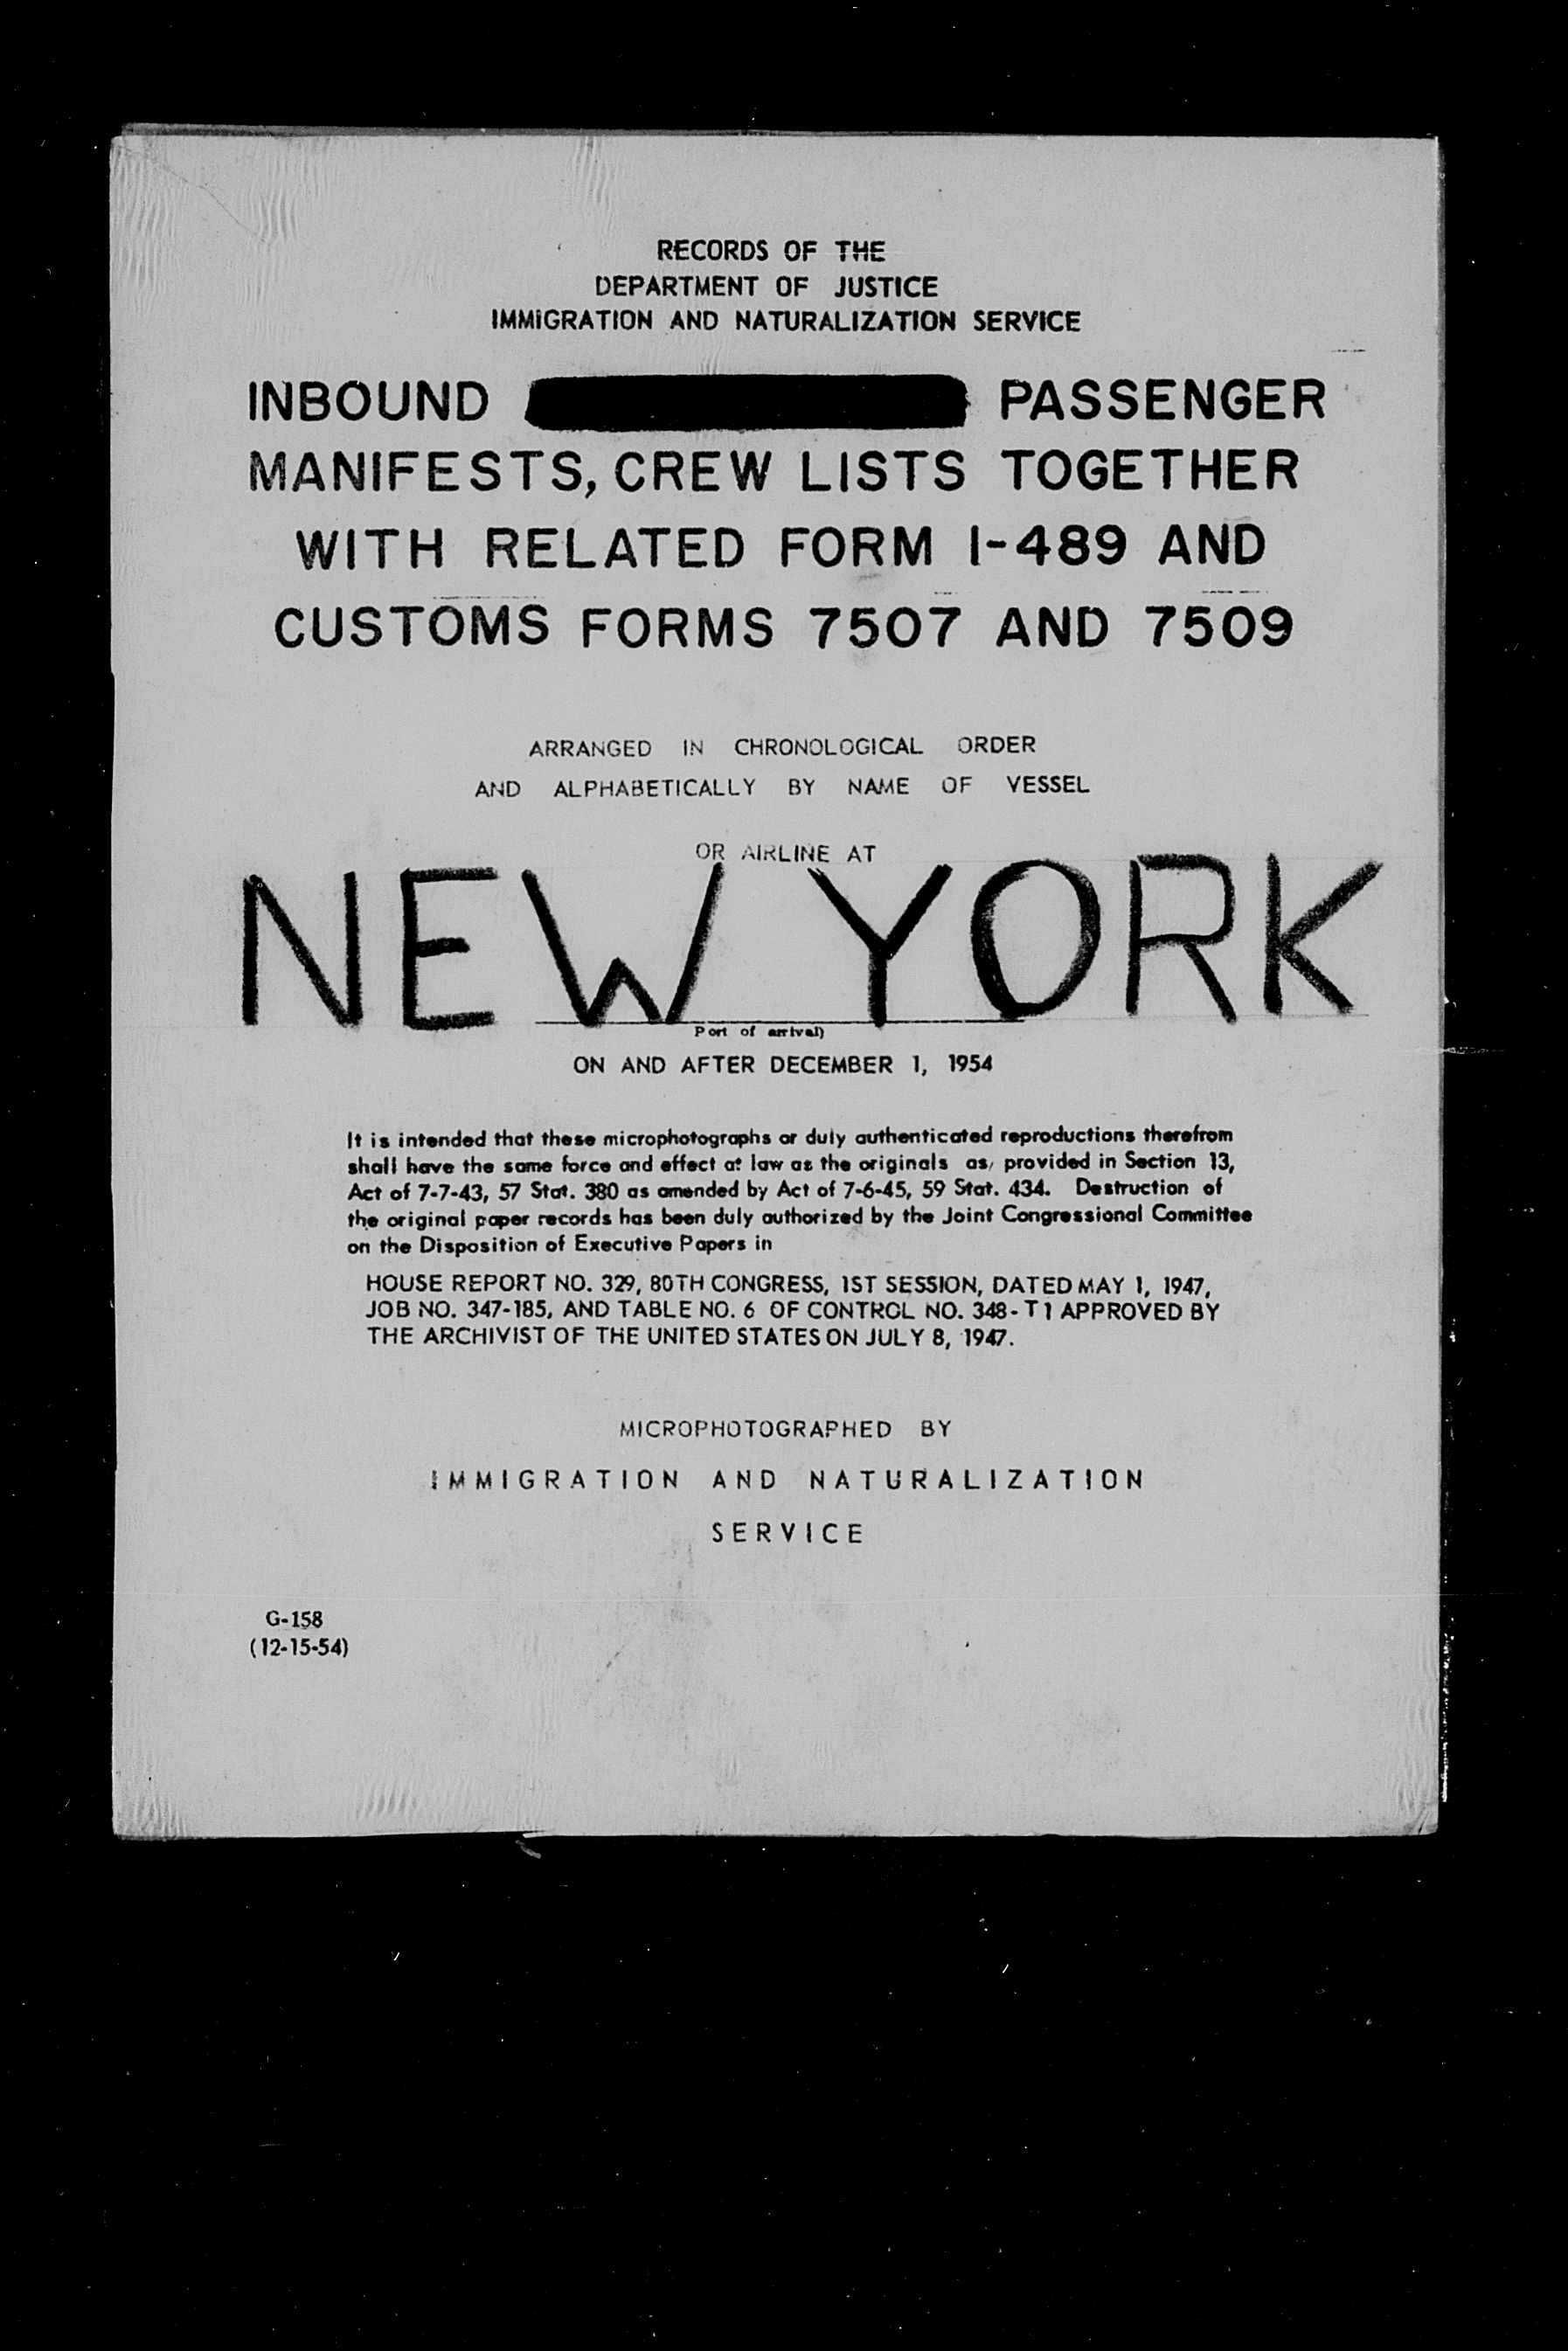 RECORDS OF THE
DEPARTMENT OF JUSTICE
IMMIGRATION AND NATURALIZATION SERVICE
INBOUND PASSENGER
MANIFESTS, CREW LISTS TOGETHER
WITH RELATED FORM I-489 AND
CUSTOMS FORMS 7507 AND 7509
ARRANGED IN CHRONOLOGICAL ORDER
AND ALPHABETICALLY BY NAME OF VESSEL
OR AIRLINE AT
NEW YORK
Port of arrival)
ON AND AFTER DECEMBER 1, 1954
It is intended that these microphotographs or duly authenticated reproductions therefrom
shall have the same force and effect at law as the originals as, provided in Section 13,
Act of 7-7-43, 57 Stat. 380 as amended by Act of 7-6-45, 59 Stat. 434. Destruction of
the original paper records has been duly authorized by the Joint Congressional Committee
on the Disposition of Executive Papers in
HOUSE REPORT NO. 329, 80TH CONGRESS, 1ST SESSION, DATED MAY 1, 1947,
JOB NO. 347-185, AND TABLE NO. 6 OF CONTROL NO. 348-T1 APPROVED BY
THE ARCHIVIST OF THE UNITED STATES ON JULY 8, 1947.
MICROPHOTOGRAPHED BY
IMMIGRATION AND NATURALIZATION
SERVICE
G-158
(12-15-54)